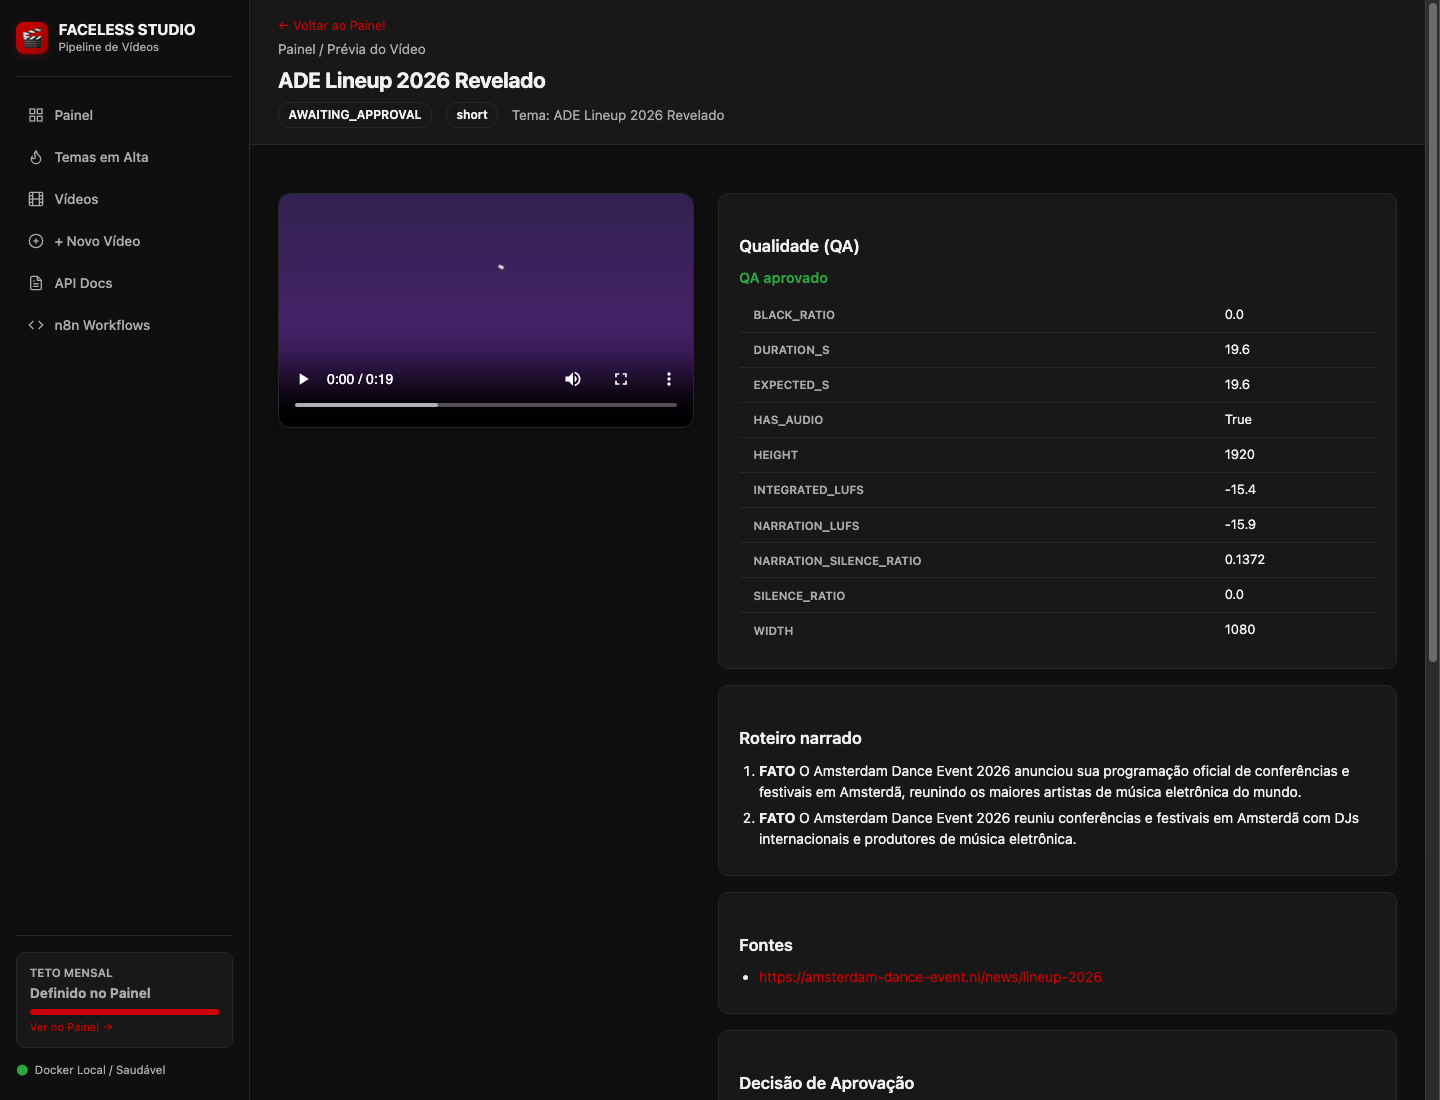 FACELESS STUDIO
Pipeline de Vídeos
Painel
Temas em Alta
Vídeos
+ Novo Vídeo
API Docs
n8n Workflows
TETO MENSAL
Definido no Painel
Ver no Painel →
Docker Local / Saudável
← Voltar ao Painel
Painel / Prévia do Vídeo
ADE Lineup 2026 Revelado
AWAITING_APPROVAL short Tema: ADE Lineup 2026 Revelado
0:00 / 0:19
Qualidade (QA)
QA aprovado
BLACK_RATIO 0.0
DURATION_S 19.6
EXPECTED_S 19.6
HAS_AUDIO True
HEIGHT 1920
INTEGRATED_LUFS -15.4
NARRATION_LUFS -15.9
NARRATION_SILENCE_RATIO 0.1372
SILENCE_RATIO 0.0
WIDTH 1080
Roteiro narrado
1. FATO O Amsterdam Dance Event 2026 anunciou sua programação oficial de conferências e
festivais em Amsterdã, reunindo os maiores artistas de música eletrônica do mundo.
2. FATO O Amsterdam Dance Event 2026 reuniu conferências e festivais em Amsterdã com DJs
internacionais e produtores de música eletrônica.
Fontes
https://amsterdam-dance-event.nl/news/lineup-2026
Decisão de Aprovação